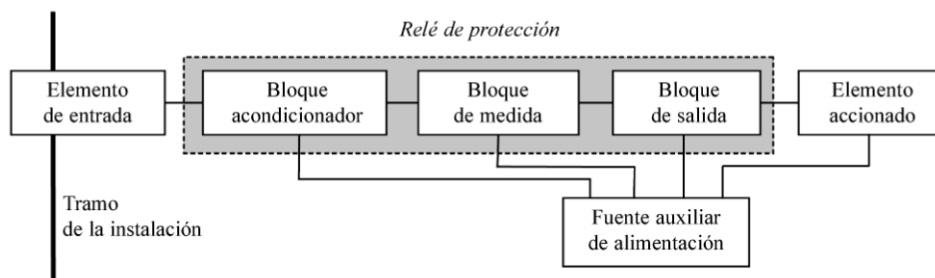 Relé de protección
Elemento
de entrada
Bloque
acondicionador
Bloque
de medida
Bloque
de salida
Elemento
accionado
Tramo
de la instalación
Fuente auxiliar
de alimentación